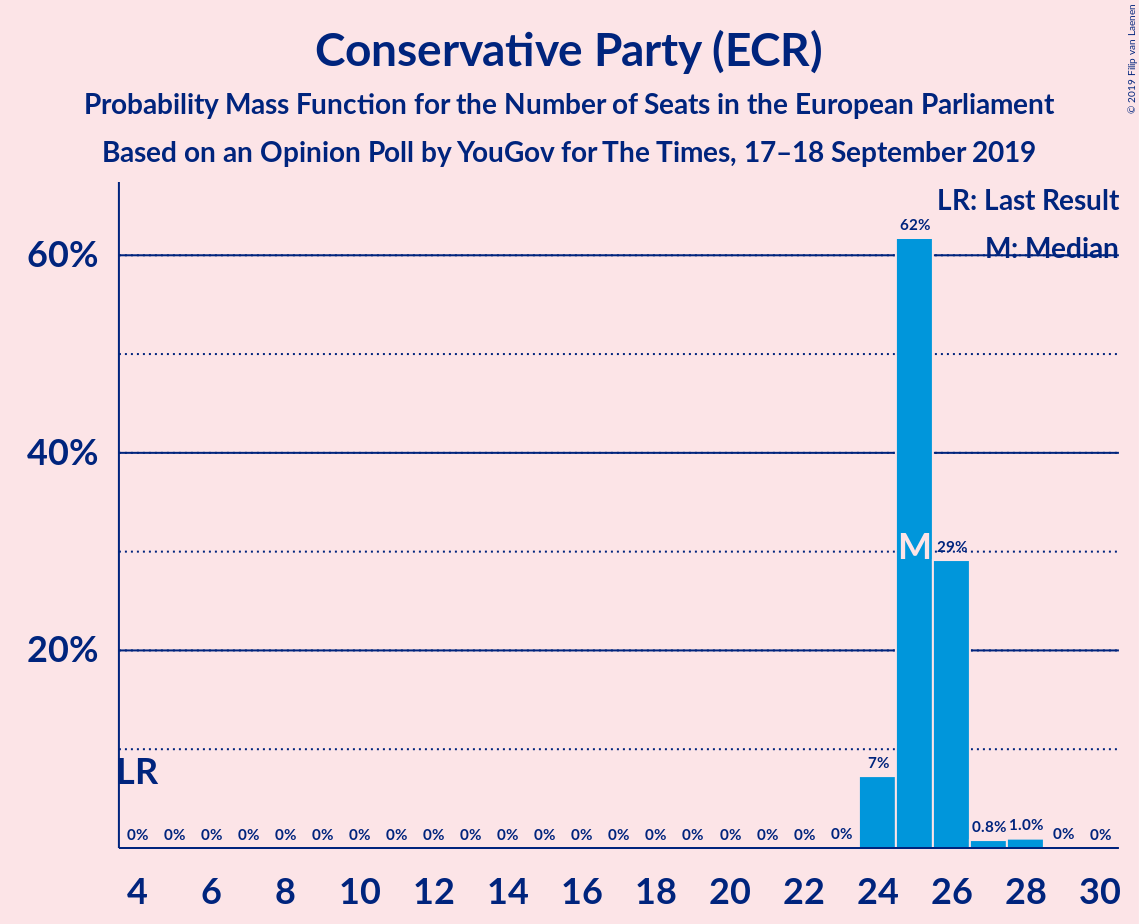 Conservative Party (ECR)
Probability Mass Function for the Number of Seats in the European Parliament
Based on an Opinion Poll by YouGov for The Times, 17–18 September 2019
© 2019 Filip van Laenen
LR: Last Result
M: Median
60%
40%
20%
62%
M
29%
LR
7%
0% 0% 0% 0% 0% 0% 0% 0% 0% 0% 0% 0% 0% 0% 0% 0% 0% 0% 0% 0% 0.8% 1.0% 0% 0%
4 6 8 10 12 14 16 18 20 22 24 26 28 30